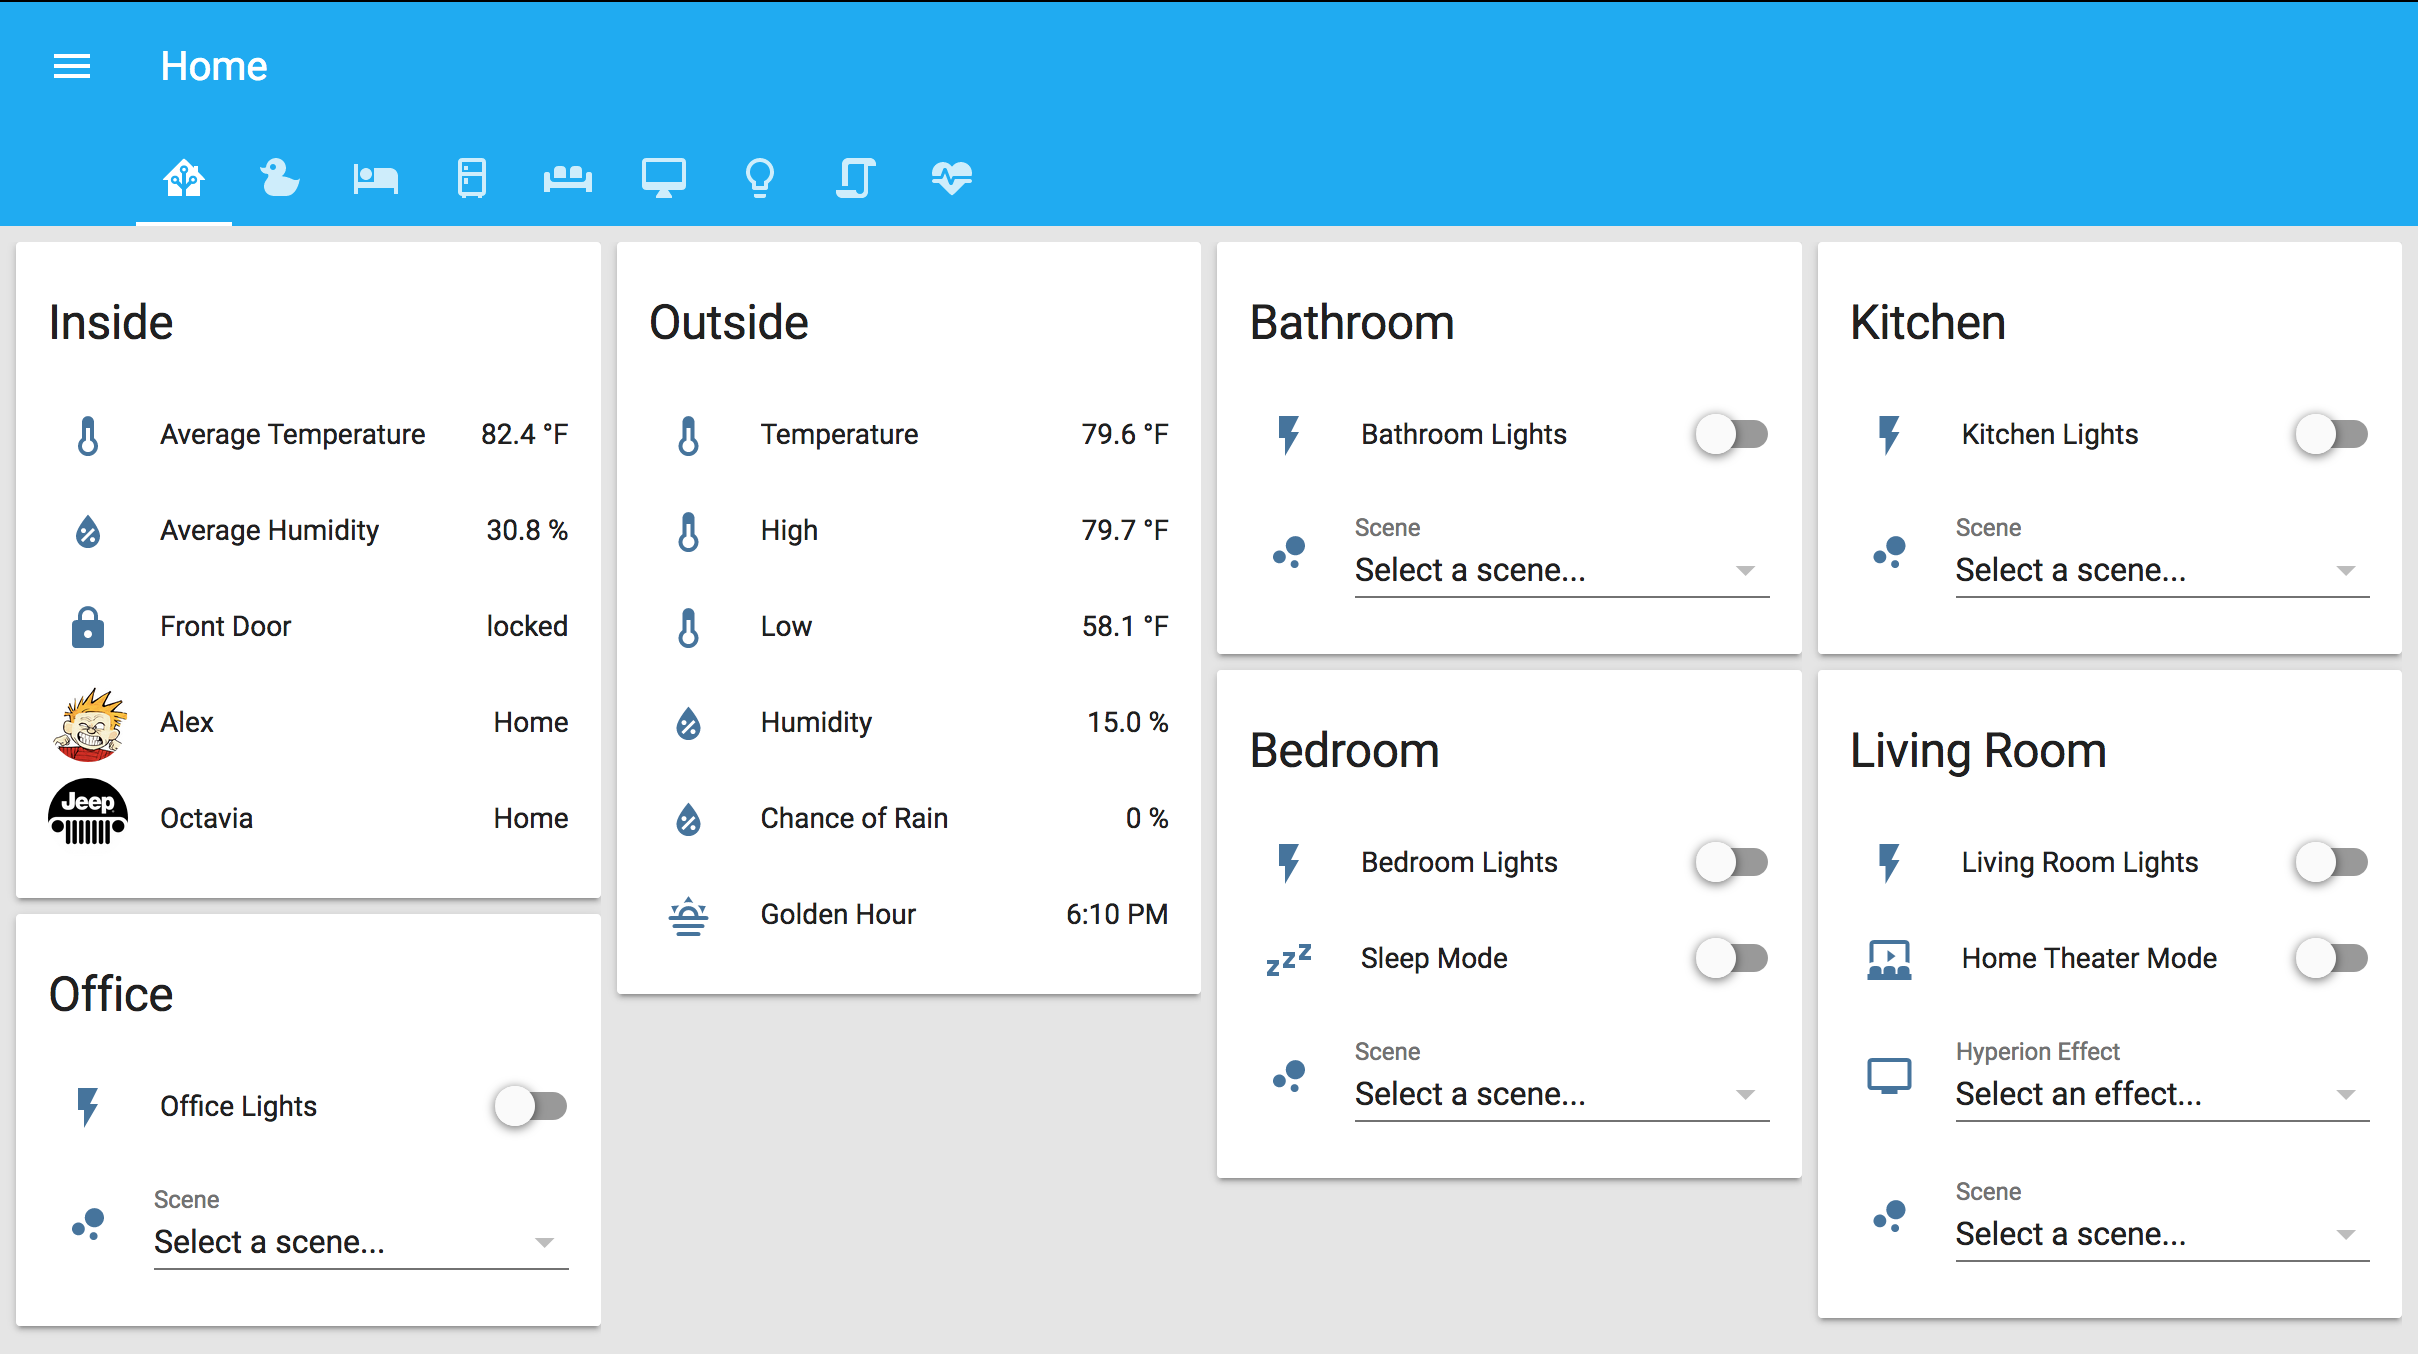 Home
Inside
Average Temperature 82.4 °F
Average Humidity 30.8 %
Front Door locked
Alex Home
Jeep
Octavia Home
Office
Office Lights
Scene
Select a scene...
Outside
Temperature 79.6 °F
High 79.7 °F
Low 58.1 °F
Humidity 15.0 %
Chance of Rain 0 %
Golden Hour 6:10 PM
Bathroom
Bathroom Lights
Scene
Select a scene...
Bedroom
Bedroom Lights
zzz
Sleep Mode
Scene
Select a scene...
Kitchen
Kitchen Lights
Scene
Select a scene...
Living Room
Living Room Lights
Home Theater Mode
Hyperion Effect
Select an effect...
Scene
Select a scene...